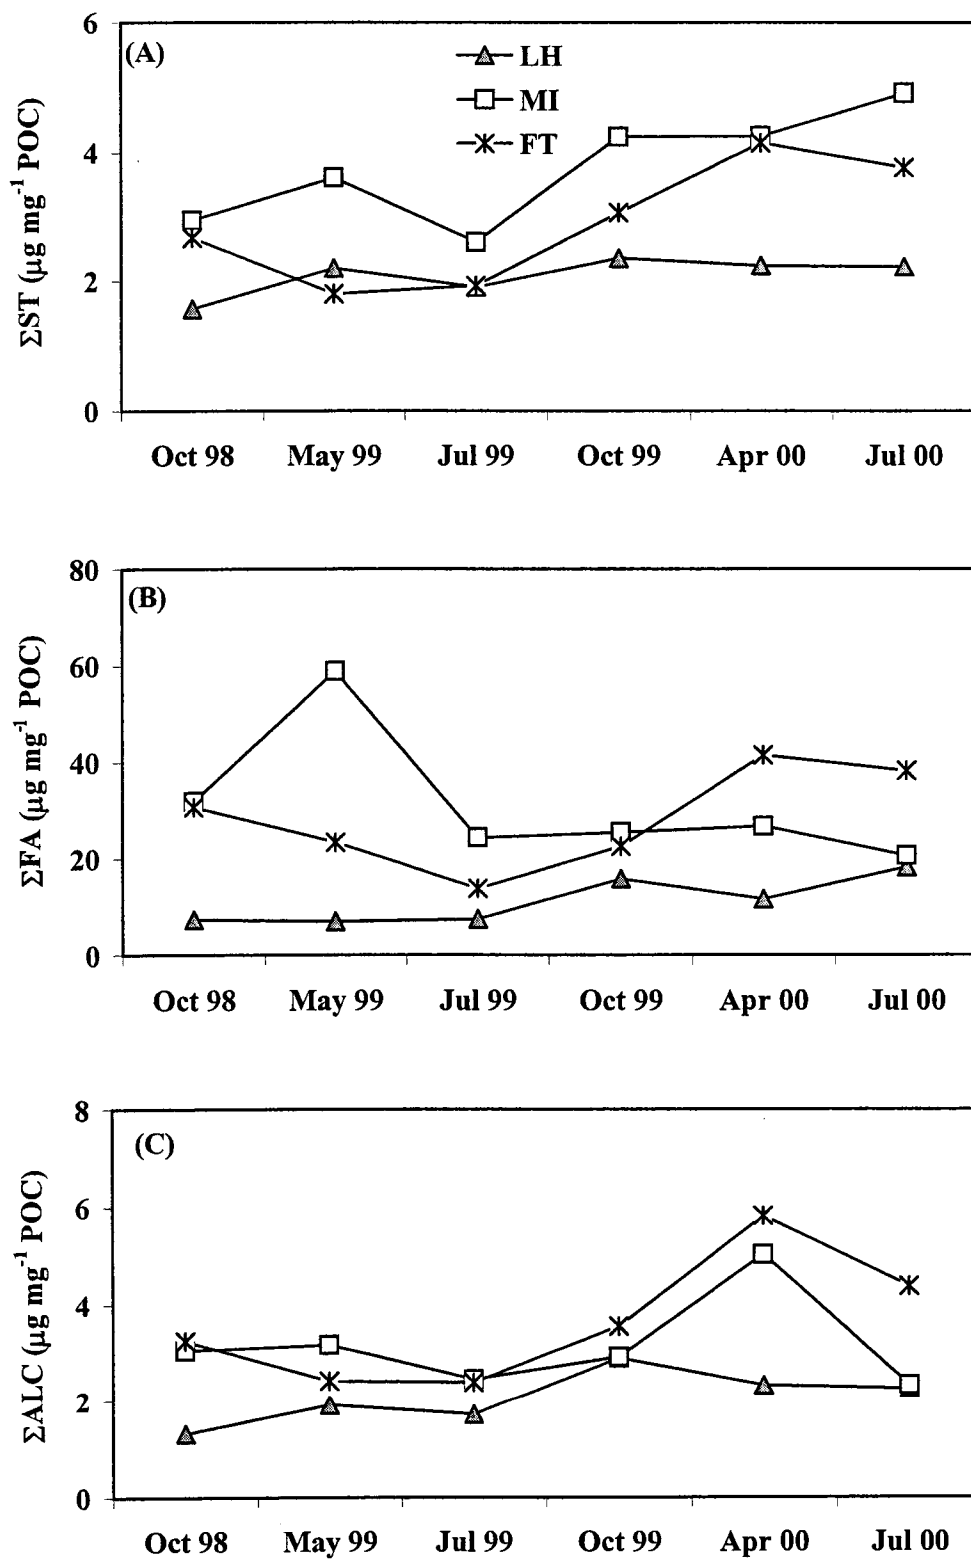 (A)
LH
MI
FT
ΣST (μg mg⁻¹ POC)
6
4
2
0
Oct 98 May 99 Jul 99 Oct 99 Apr 00 Jul 00
(B)
ΣFA (μg mg⁻¹ POC)
80
60
40
20
0
Oct 98 May 99 Jul 99 Oct 99 Apr 00 Jul 00
(C)
ΣALC (μg mg⁻¹ POC)
8
6
4
2
0
Oct 98 May 99 Jul 99 Oct 99 Apr 00 Jul 00